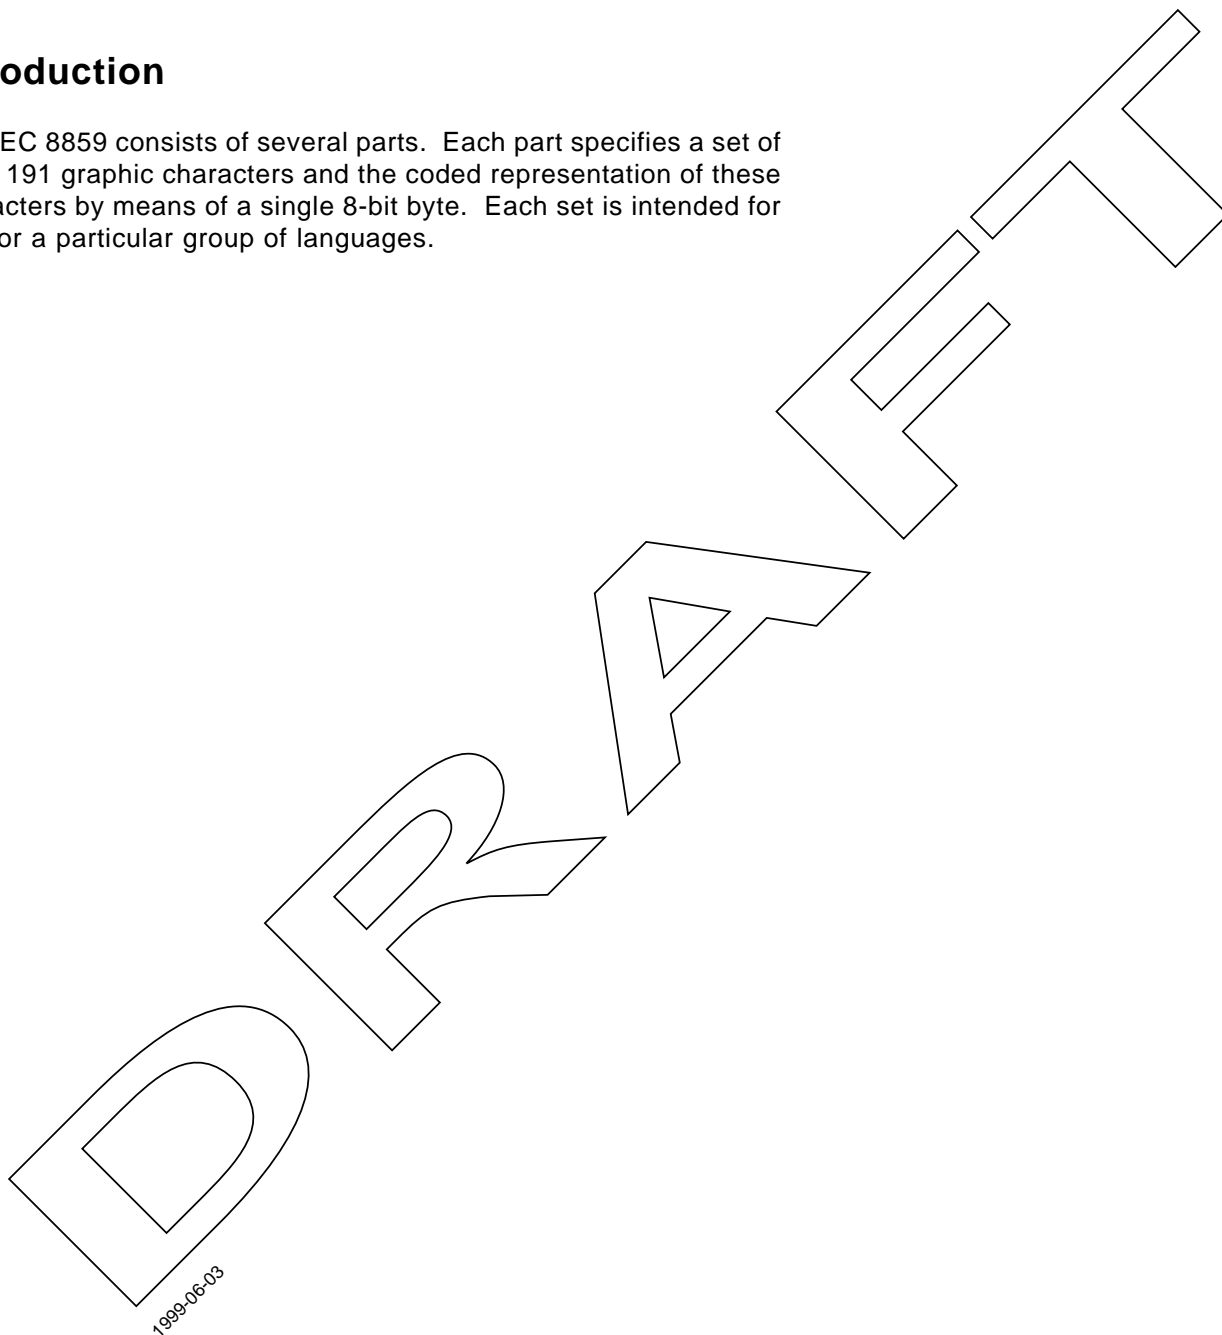 oduction
EC 8859 consists of several parts. Each part specifies a set of
191 graphic characters and the coded representation of these
acters by means of a single 8-bit byte. Each set is intended for
or a particular group of languages.
DRAFT
1999-06-03